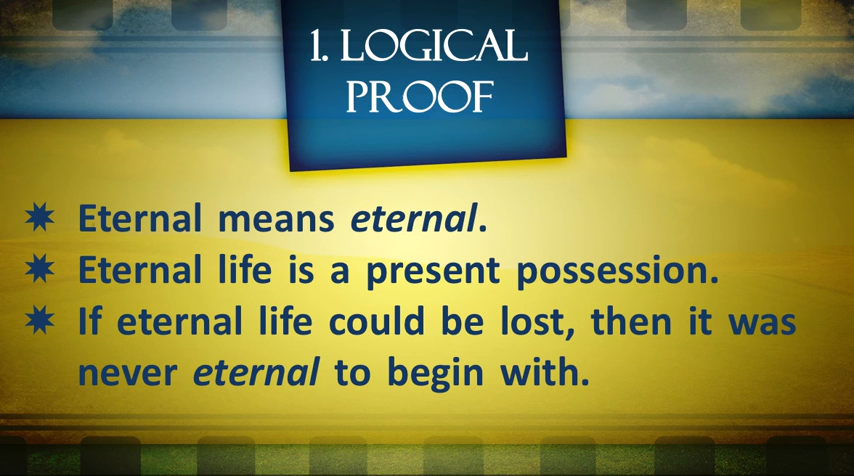 1. LOGICAL
PROOF
✷ Eternal means eternal.
✷ Eternal life is a present possession.
✷ If eternal life could be lost, then it was
never eternal to begin with.